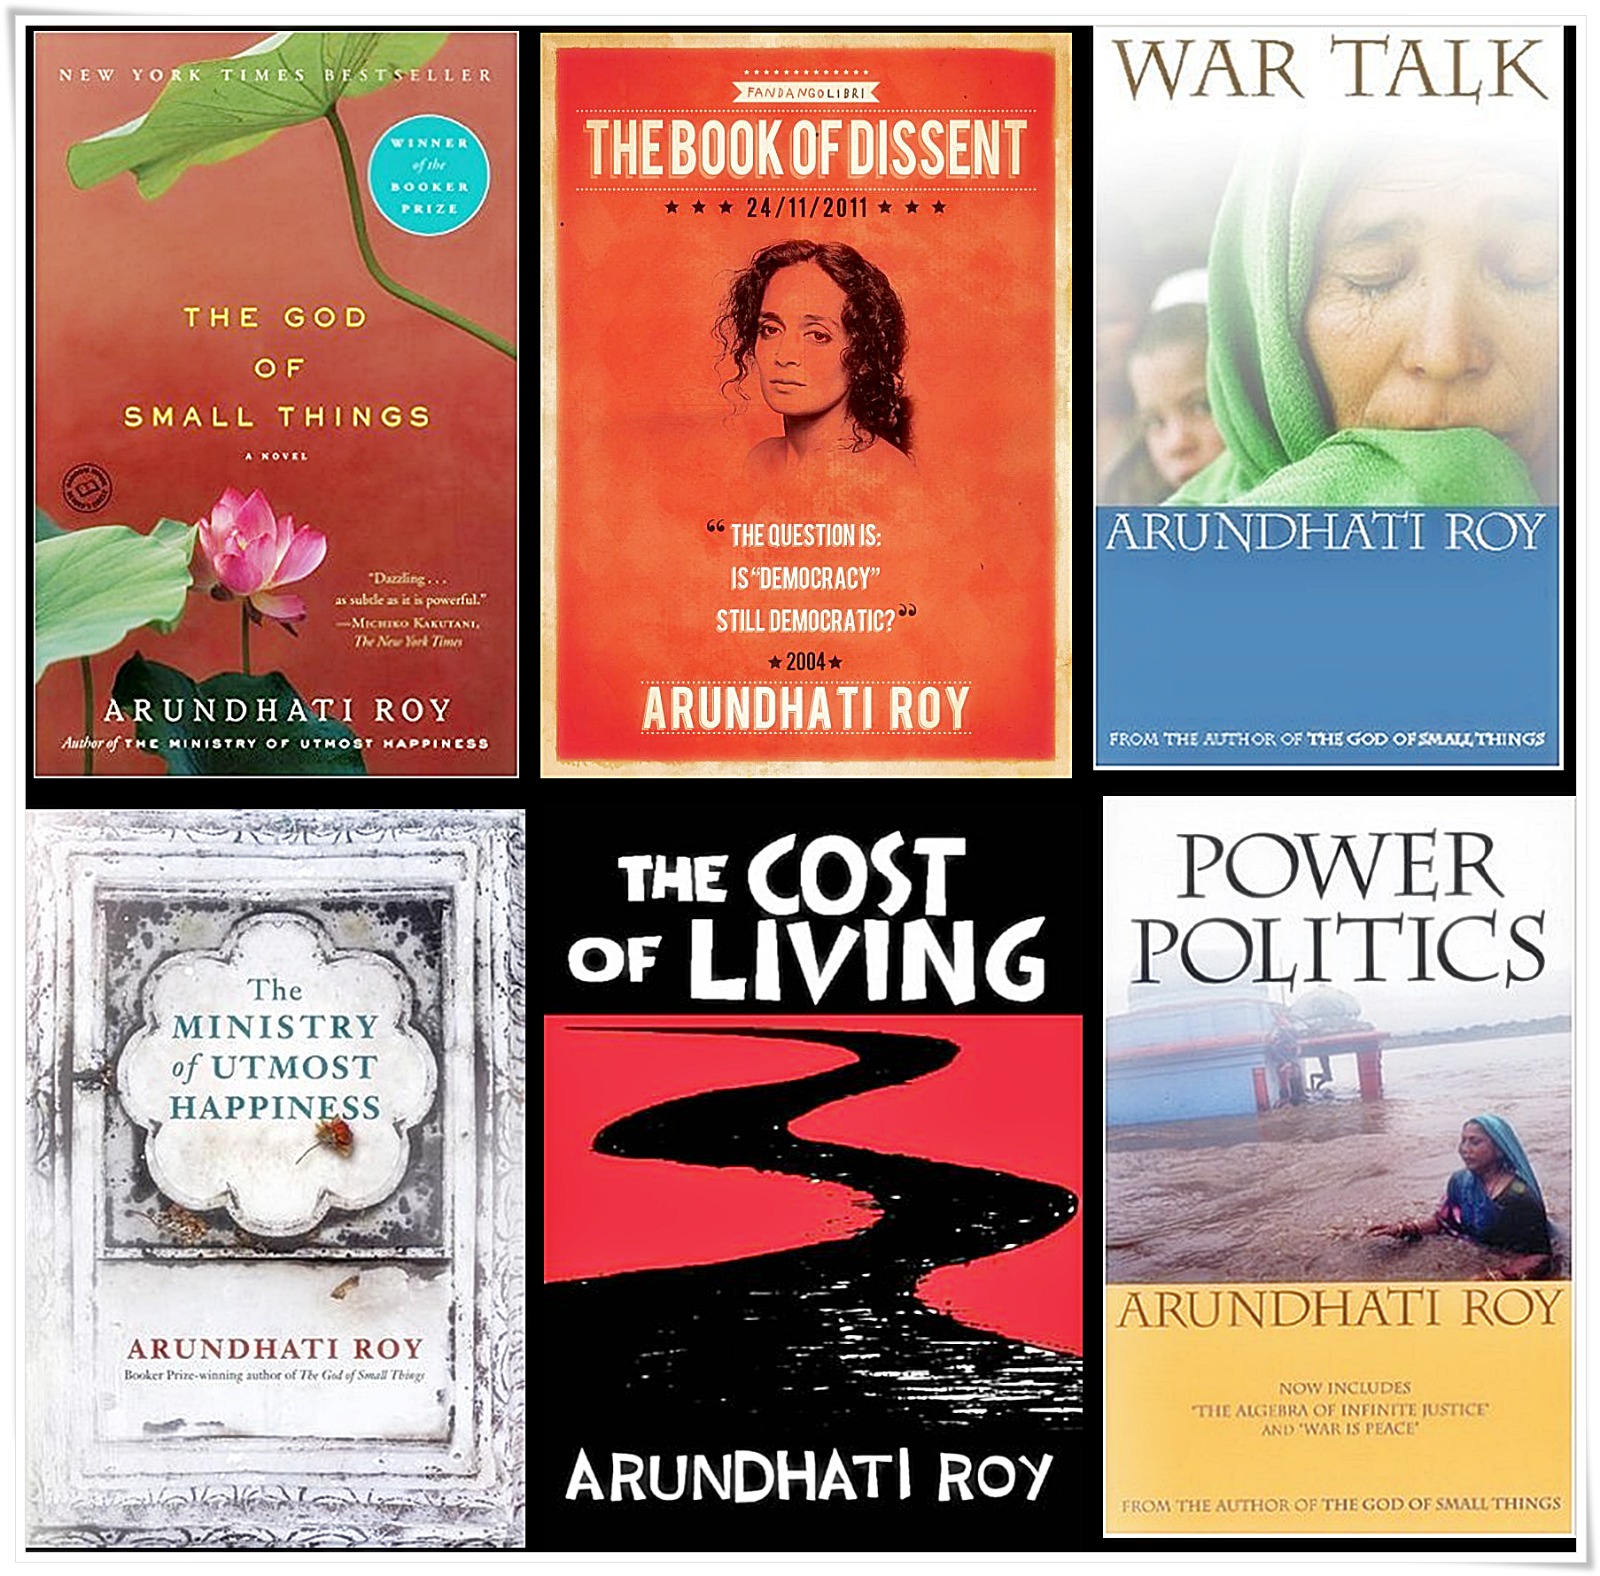 NEW YORK TIMES BESTSELLER
WINNER
of the
BOOKER
PRIZE
THE GOD
OF
SMALL THINGS
A NOVEL
"Dazzling . . .
as subtle as it is powerful."
—MICHIKO KAKUTANI,
The New York Times
ARUNDHATI ROY
Author of THE MINISTRY OF UTMOST HAPPINESS
FANDANGOLIBRI
THE BOOK OF DISSENT
24/11/2011
“ THE QUESTION IS:
IS “DEMOCRACY”
STILL DEMOCRATIC? ”
2004
ARUNDHATI ROY
WAR TALK
ARUNDHATI ROY
FROM THE AUTHOR OF THE GOD OF SMALL THINGS
The
MINISTRY
of UTMOST
HAPPINESS
ARUNDHATI ROY
Booker Prize-winning author of The God of Small Things
THE COST
OF LIVING
ARUNDHATI ROY
POWER
POLITICS
ARUNDHATI ROY
NOW INCLUDES
"THE ALGEBRA OF INFINITE JUSTICE"
AND "WAR IS PEACE"
FROM THE AUTHOR OF THE GOD OF SMALL THINGS